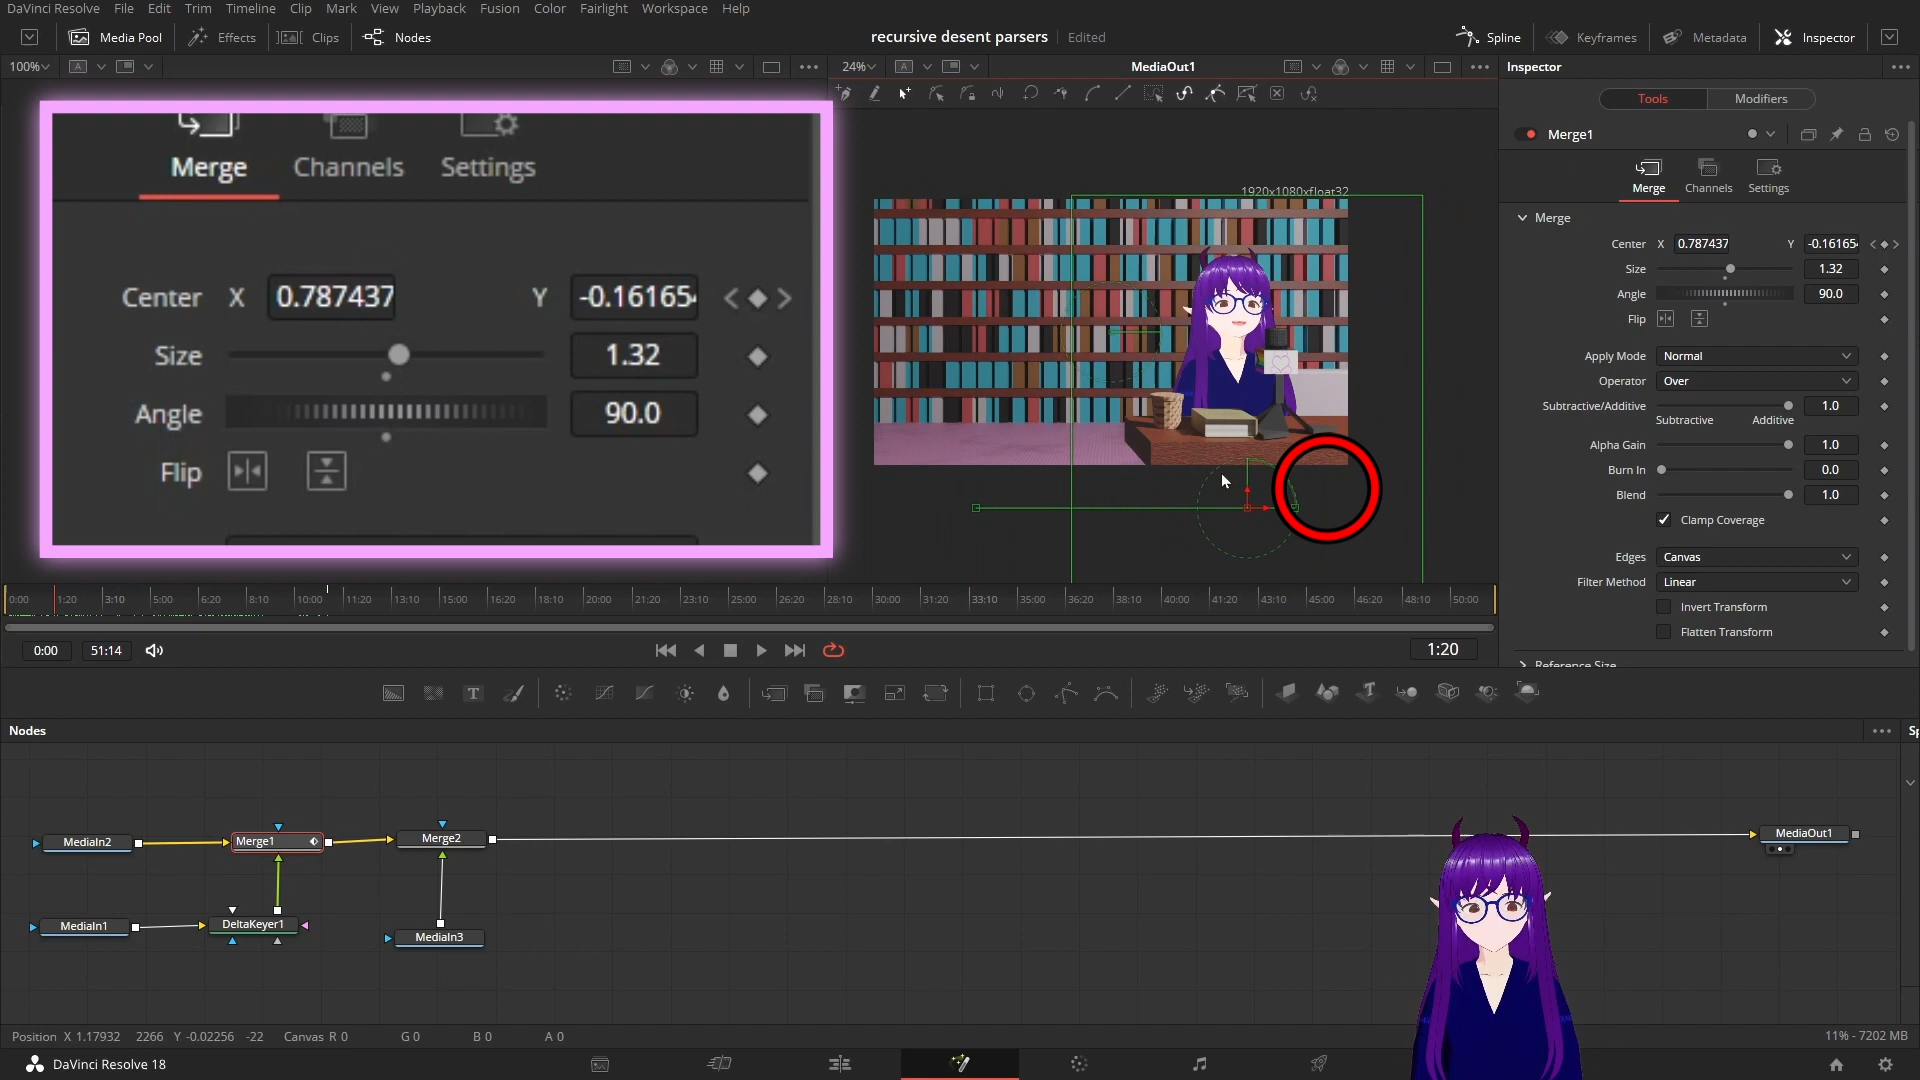 DaVinci Resolve File Edit Trim Timeline Clip Mark View Playback Fusion Color Fairlight Workspace Help
Media Pool Effects Clips Nodes recursive desent parsers Edited Spline Keyframes Metadata Inspector
100% 24% MediaOut1 Inspector
Tools Modifiers
Merge1
Merge Channels Settings
Merge
Center X 0.787437 Y -0.16165
Size 1.32
Angle 90.0
Flip
Apply Mode Normal
Operator Over
Subtractive/Additive 1.0
Subtractive Additive
Alpha Gain 1.0
Burn In 0.0
Blend 1.0
Clamp Coverage
Edges Canvas
Filter Method Linear
Invert Transform
Flatten Transform
Reference Size
Merge Channels Settings
Center X 0.787437 Y -0.16165
Size 1.32
Angle 90.0
Flip
1920x1080xfloat32
0:00 1:20 3:10 5:00 6:20 8:10 10:00 11:20 13:10 15:00 16:20 18:10 20:00 21:20 23:10 25:00 26:20 28:10 30:00 31:20 33:10 35:00 36:20 38:10 40:00 41:20 43:10 45:00 46:20 48:10 50:00
0:00 51:14 1:20
T T
Nodes Sp
MediaIn2 Merge1 Merge2 MediaOut1
MediaIn1 DeltaKeyer1 MediaIn3
Position X 1.17932 2266 Y -0.02256 -22 Canvas R 0 G 0 B 0 A 0 11% - 7202 MB
DaVinci Resolve 18